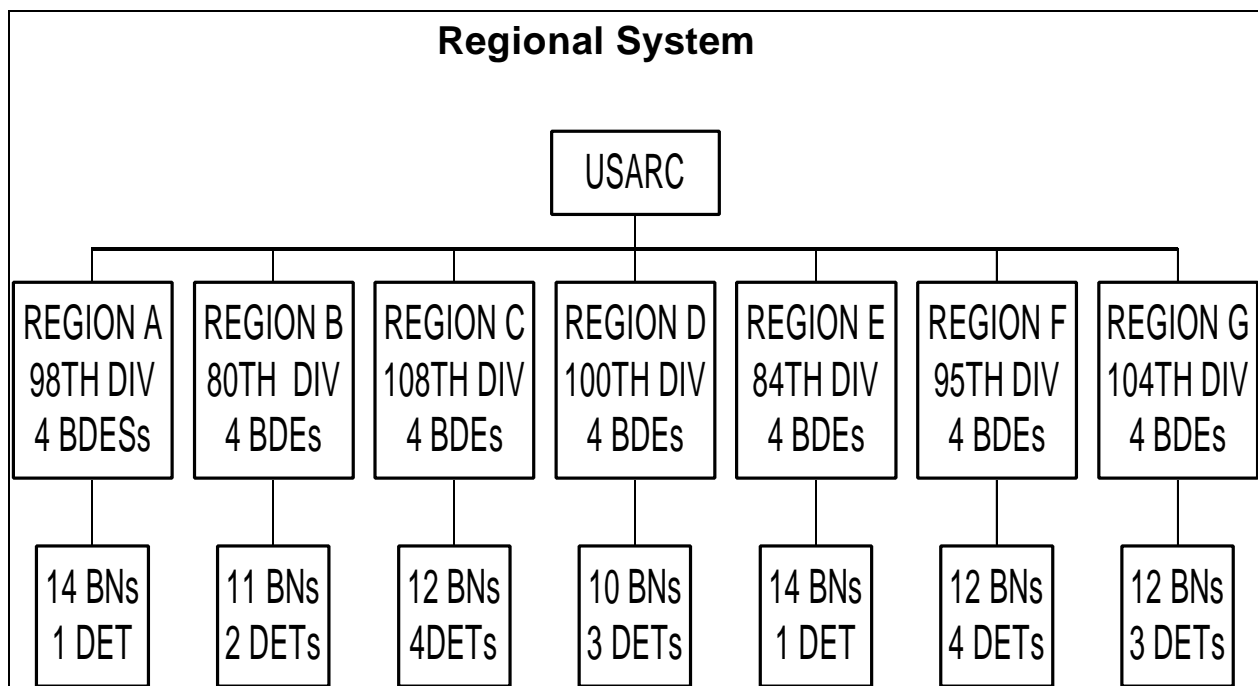 Regional System
USARC
REGION A
98TH DIV
4 BDESs
REGION B
80TH DIV
4 BDEs
REGION C
108TH DIV
4 BDEs
REGION D
100TH DIV
4 BDEs
REGION E
84TH DIV
4 BDEs
REGION F
95TH DIV
4 BDEs
REGION G
104TH DIV
4 BDEs
14 BNs
1 DET
11 BNs
2 DETs
12 BNs
4DETs
10 BNs
3 DETs
14 BNs
1 DET
12 BNs
4 DETs
12 BNs
3 DETs